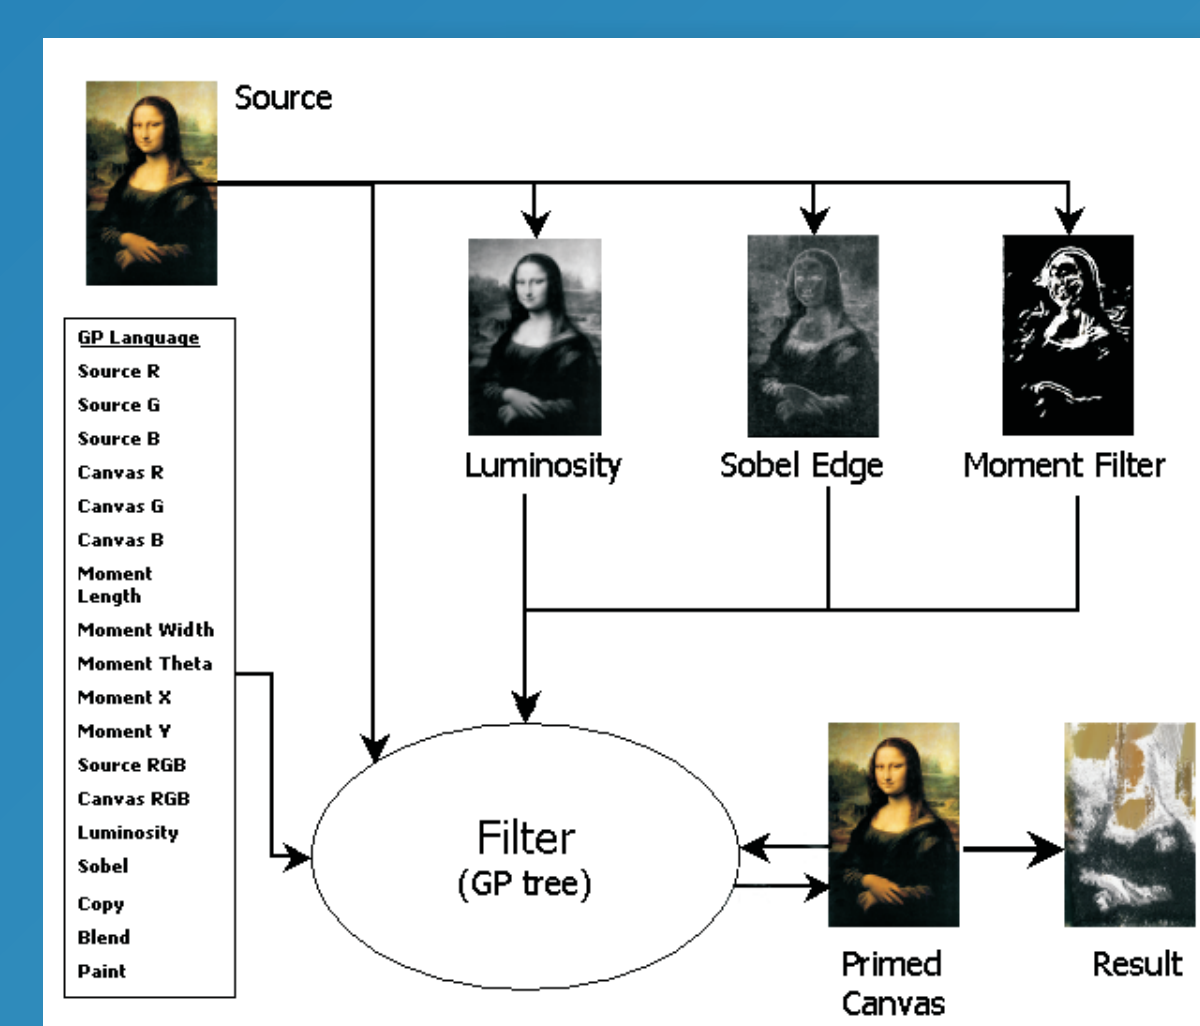 Source
GP Language
Source R
Source G
Source B
Canvas R
Canvas G
Canvas B
Moment
Length
Moment Width
Moment Theta
Moment X
Moment Y
Source RGB
Canvas RGB
Luminosity
Sobel
Copy
Blend
Paint
Luminosity
Sobel Edge
Moment Filter
Filter
(GP tree)
Primed
Canvas
Result